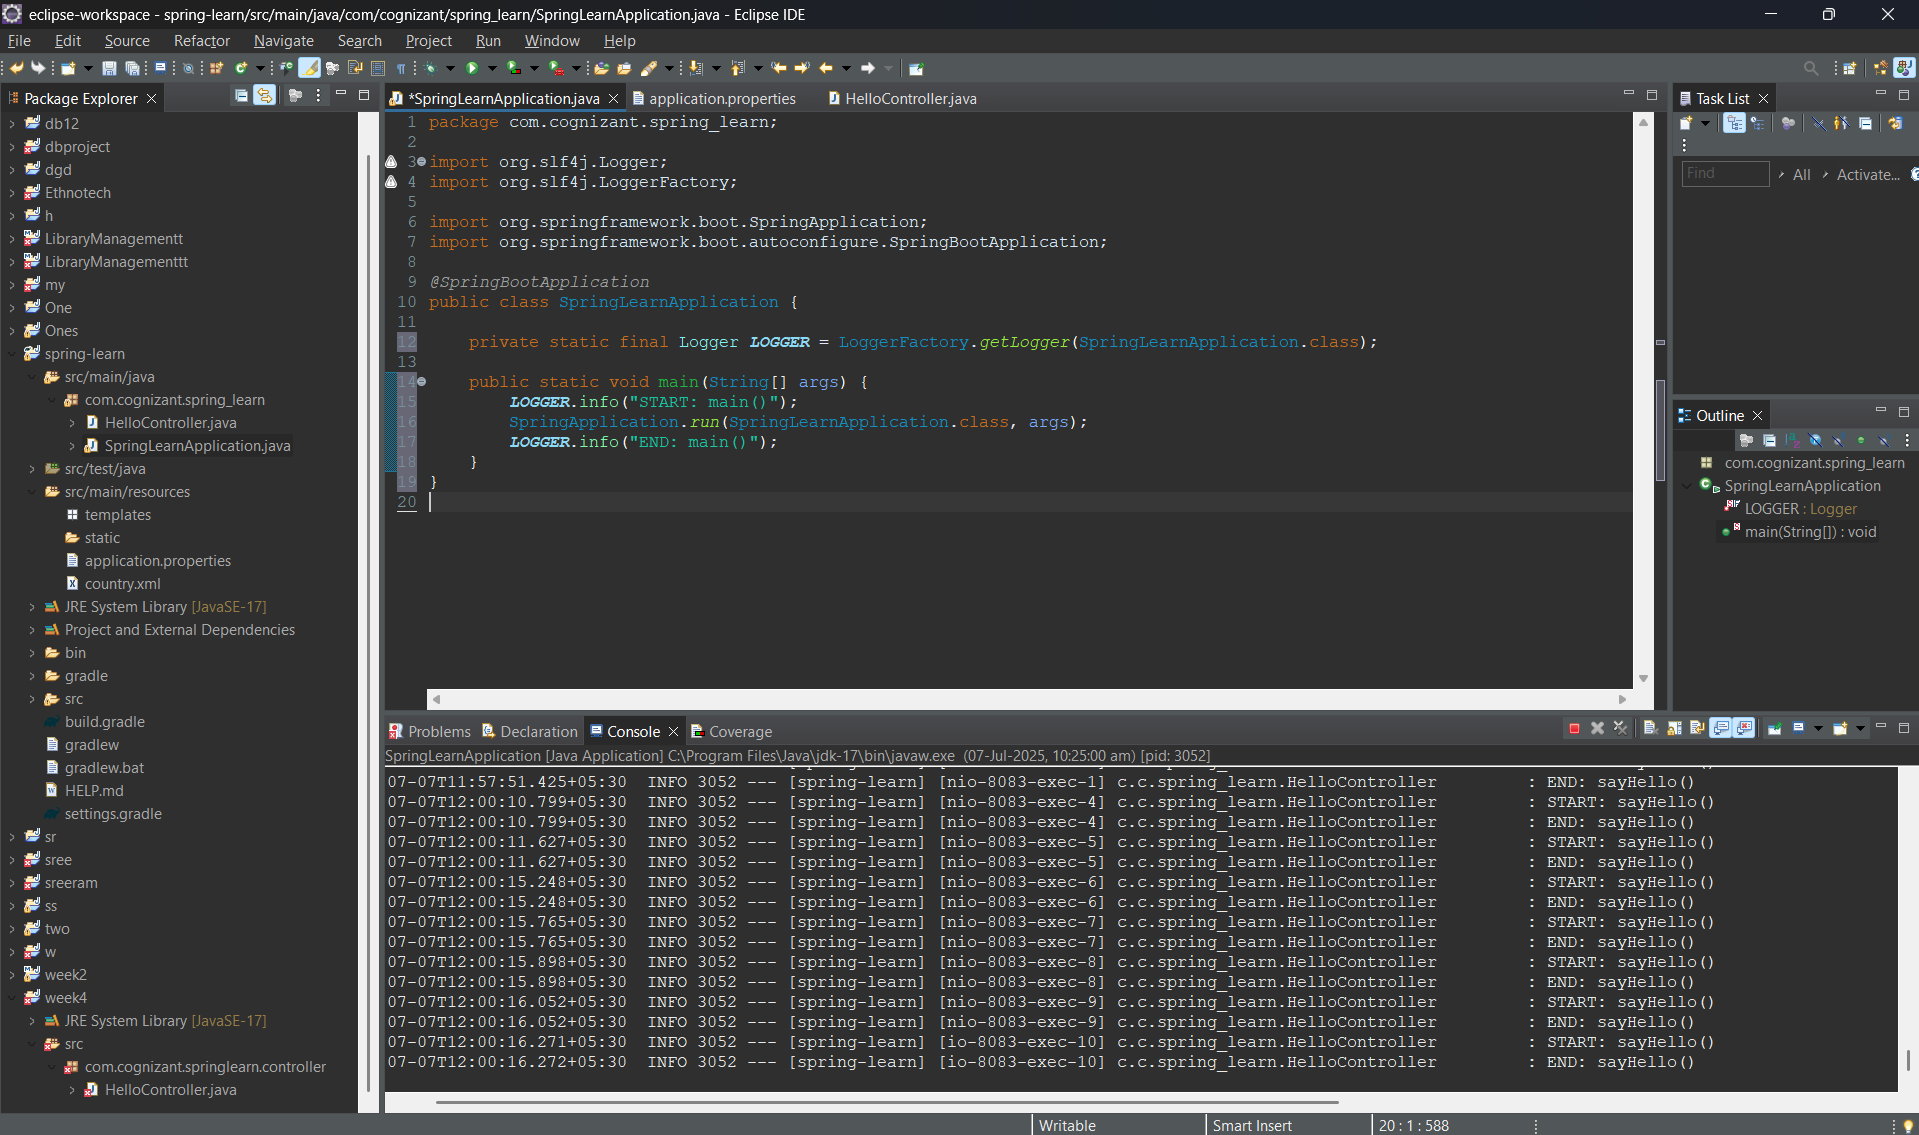 eclipse-workspace - spring-learn/src/main/java/com/cognizant/spring_learn/SpringLearnApplication.java - Eclipse IDE
File Edit Source Refactor Navigate Search Project Run Window Help
Package Explorer
db12
dbproject
dgd
Ethnotech
h
LibraryManagementt
LibraryManagementtt
my
One
Ones
spring-learn
src/main/java
com.cognizant.spring_learn
HelloController.java
SpringLearnApplication.java
src/test/java
src/main/resources
templates
static
application.properties
country.xml
JRE System Library [JavaSE-17]
Project and External Dependencies
bin
gradle
src
build.gradle
gradlew
gradlew.bat
HELP.md
settings.gradle
sr
sree
sreeram
ss
two
w
week2
week4
JRE System Library [JavaSE-17]
src
com.cognizant.springlearn.controller
HelloController.java
*SpringLearnApplication.java application.properties HelloController.java
1 package com.cognizant.spring_learn;
2
3 import org.slf4j.Logger;
4 import org.slf4j.LoggerFactory;
5
6 import org.springframework.boot.SpringApplication;
7 import org.springframework.boot.autoconfigure.SpringBootApplication;
8
9 @SpringBootApplication
10 public class SpringLearnApplication {
11
12 private static final Logger LOGGER = LoggerFactory.getLogger(SpringLearnApplication.class);
13
14 public static void main(String[] args) {
15 LOGGER.info("START: main()");
16 SpringApplication.run(SpringLearnApplication.class, args);
17 LOGGER.info("END: main()");
18 }
19 }
20
Task List
Find All Activate...
Outline
com.cognizant.spring_learn
SpringLearnApplication
LOGGER : Logger
main(String[]) : void
Problems Declaration Console Coverage
SpringLearnApplication [Java Application] C:\Program Files\Java\jdk-17\bin\javaw.exe (07-Jul-2025, 10:25:00 am) [pid: 3052]
07-07T11:57:51.425+05:30 INFO 3052 --- [spring-learn] [nio-8083-exec-1] c.c.spring_learn.HelloController : END: sayHello()
07-07T12:00:10.799+05:30 INFO 3052 --- [spring-learn] [nio-8083-exec-4] c.c.spring_learn.HelloController : START: sayHello()
07-07T12:00:10.799+05:30 INFO 3052 --- [spring-learn] [nio-8083-exec-4] c.c.spring_learn.HelloController : END: sayHello()
07-07T12:00:11.627+05:30 INFO 3052 --- [spring-learn] [nio-8083-exec-5] c.c.spring_learn.HelloController : START: sayHello()
07-07T12:00:11.627+05:30 INFO 3052 --- [spring-learn] [nio-8083-exec-5] c.c.spring_learn.HelloController : END: sayHello()
07-07T12:00:15.248+05:30 INFO 3052 --- [spring-learn] [nio-8083-exec-6] c.c.spring_learn.HelloController : START: sayHello()
07-07T12:00:15.248+05:30 INFO 3052 --- [spring-learn] [nio-8083-exec-6] c.c.spring_learn.HelloController : END: sayHello()
07-07T12:00:15.765+05:30 INFO 3052 --- [spring-learn] [nio-8083-exec-7] c.c.spring_learn.HelloController : START: sayHello()
07-07T12:00:15.765+05:30 INFO 3052 --- [spring-learn] [nio-8083-exec-7] c.c.spring_learn.HelloController : END: sayHello()
07-07T12:00:15.898+05:30 INFO 3052 --- [spring-learn] [nio-8083-exec-8] c.c.spring_learn.HelloController : START: sayHello()
07-07T12:00:15.898+05:30 INFO 3052 --- [spring-learn] [nio-8083-exec-8] c.c.spring_learn.HelloController : END: sayHello()
07-07T12:00:16.052+05:30 INFO 3052 --- [spring-learn] [nio-8083-exec-9] c.c.spring_learn.HelloController : START: sayHello()
07-07T12:00:16.052+05:30 INFO 3052 --- [spring-learn] [nio-8083-exec-9] c.c.spring_learn.HelloController : END: sayHello()
07-07T12:00:16.271+05:30 INFO 3052 --- [spring-learn] [io-8083-exec-10] c.c.spring_learn.HelloController : START: sayHello()
07-07T12:00:16.272+05:30 INFO 3052 --- [spring-learn] [io-8083-exec-10] c.c.spring_learn.HelloController : END: sayHello()
Writable Smart Insert 20 : 1 : 588